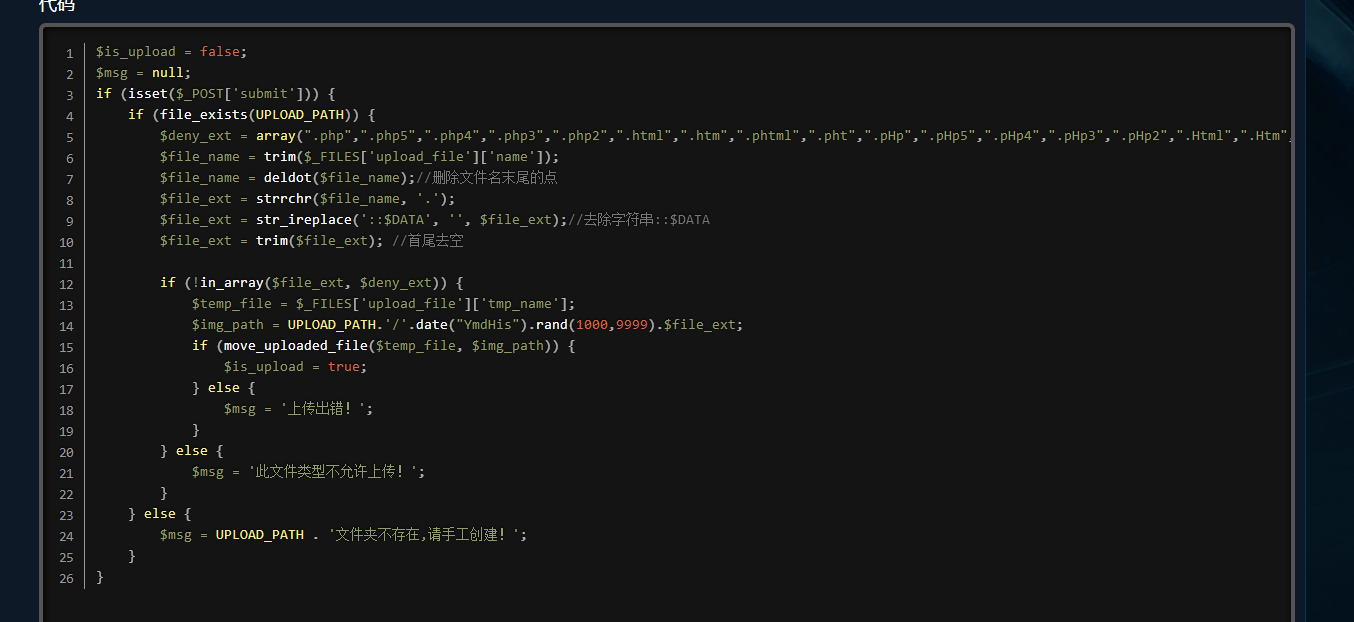 代码
1 $is_upload = false;
2 $msg = null;
3 if (isset($_POST['submit'])) {
4     if (file_exists(UPLOAD_PATH)) {
5         $deny_ext = array(".php",".php5",".php4",".php3",".php2",".html",".htm",".phtml",".pht",".pHp",".pHp5",".pHp4",".pHp3",".pHp2",".Html",".Htm",
6         $file_name = trim($_FILES['upload_file']['name']);
7         $file_name = deldot($file_name);//删除文件名末尾的点
8         $file_ext = strrchr($file_name, '.');
9         $file_ext = str_ireplace('::$DATA', '', $file_ext);//去除字符串::$DATA
10         $file_ext = trim($file_ext); //首尾去空
11
12         if (!in_array($file_ext, $deny_ext)) {
13             $temp_file = $_FILES['upload_file']['tmp_name'];
14             $img_path = UPLOAD_PATH.'/'.date("YmdHis").rand(1000,9999).$file_ext;
15             if (move_uploaded_file($temp_file, $img_path)) {
16                 $is_upload = true;
17             } else {
18                 $msg = '上传出错！';
19             }
20         } else {
21             $msg = '此文件类型不允许上传！';
22         }
23     } else {
24         $msg = UPLOAD_PATH . '文件夹不存在,请手工创建！';
25     }
26 }